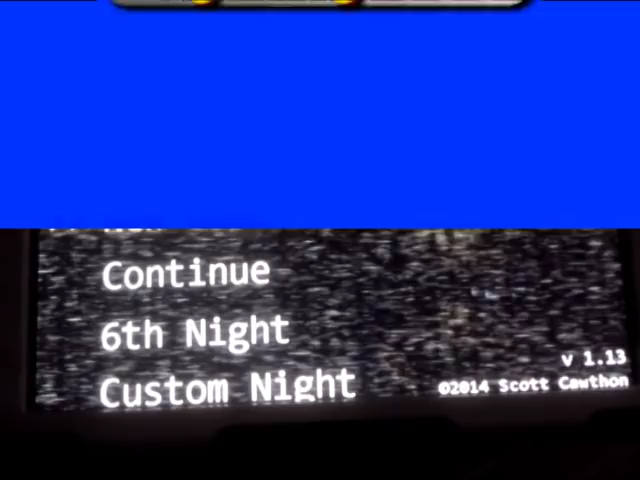 Continue
6th Night
Custom Night
v 1.13
©2014 Scott Cawthon